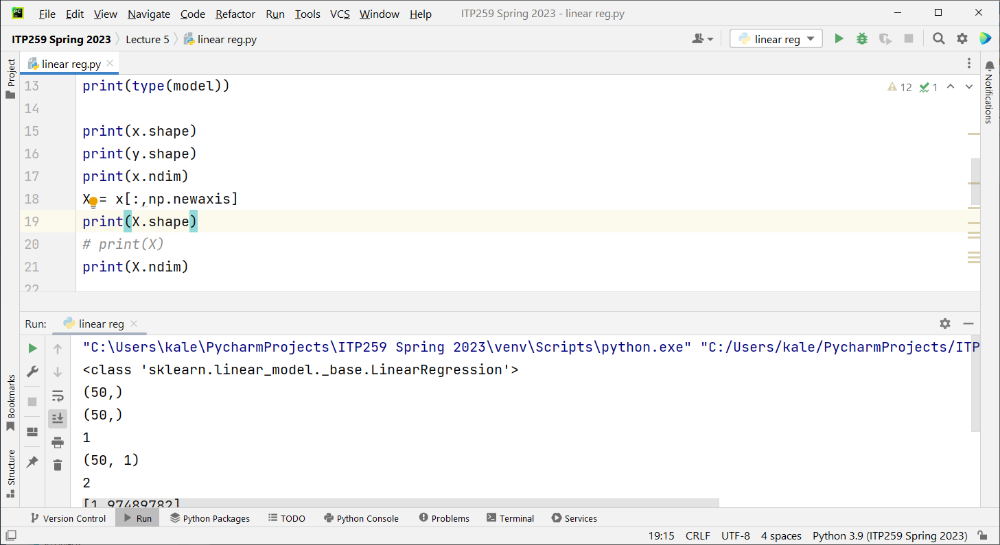 File Edit View Navigate Code Refactor Run Tools VCS Window Help ITP259 Spring 2023 - linear reg.py
ITP259 Spring 2023 Lecture 5 linear reg.py linear reg
linear reg.py
Project
Notifications
12 1
13 print(type(model))
14
15 print(x.shape)
16 print(y.shape)
17 print(x.ndim)
18 X = x[:,np.newaxis]
19 print(X.shape)
20 # print(X)
21 print(X.ndim)
22
Run: linear reg
"C:\Users\kale\PycharmProjects\ITP259 Spring 2023\venv\Scripts\python.exe" "C:/Users/kale/PycharmProjects/ITP
<class 'sklearn.linear_model._base.LinearRegression'>
(50,)
(50,)
1
(50, 1)
2
[1.97489782]
Bookmarks
Structure
Version Control Run Python Packages TODO Python Console Problems Terminal Services
19:15 CRLF UTF-8 4 spaces Python 3.9 (ITP259 Spring 2023)